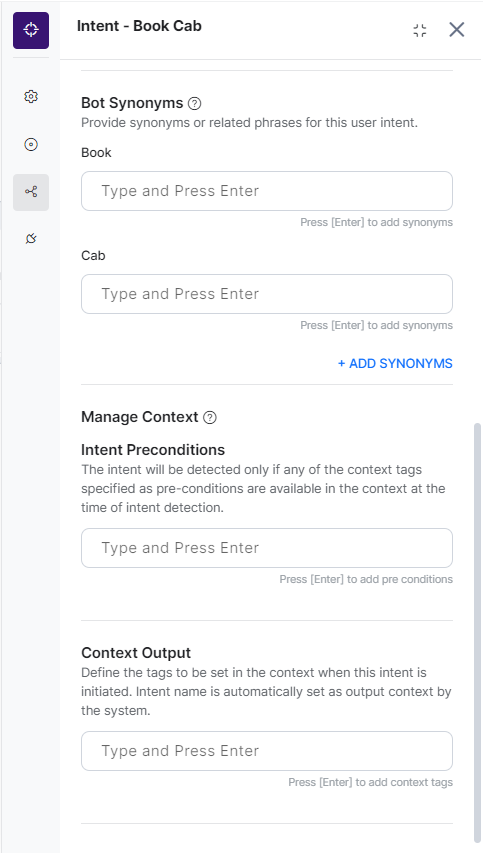 Intent - Book Cab
Bot Synonyms
Provide synonyms or related phrases for this user intent.
Book
Type and Press Enter
Press [Enter] to add synonyms
Cab
Type and Press Enter
Press [Enter] to add synonyms
+ ADD SYNONYMS
Manage Context
Intent Preconditions
The intent will be detected only if any of the context tags
specified as pre-conditions are available in the context at the
time of intent detection.
Type and Press Enter
Press [Enter] to add pre conditions
Context Output
Define the tags to be set in the context when this intent is
initiated. Intent name is automatically set as output context by
the system.
Type and Press Enter
Press [Enter] to add context tags